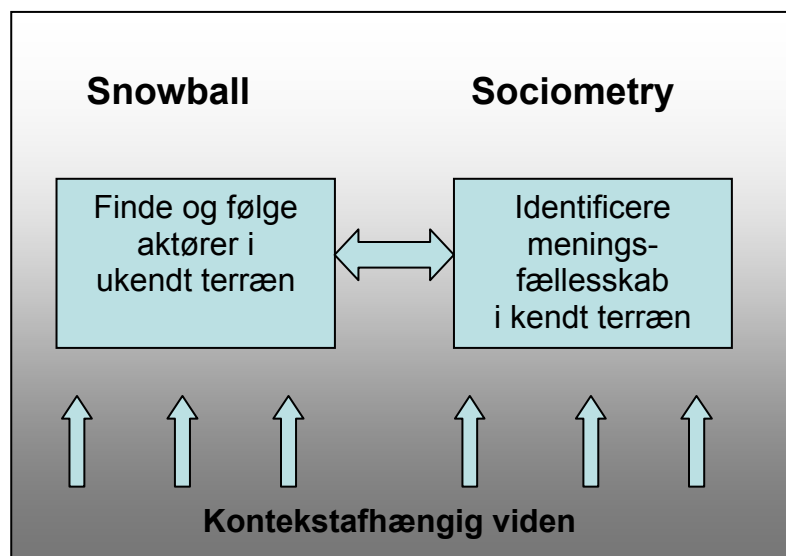 Snowball
Sociometry
Finde og følge
aktører i
ukendt terræn
Identificere
menings-
fællesskab
i kendt terræn
Kontekstafhængig viden